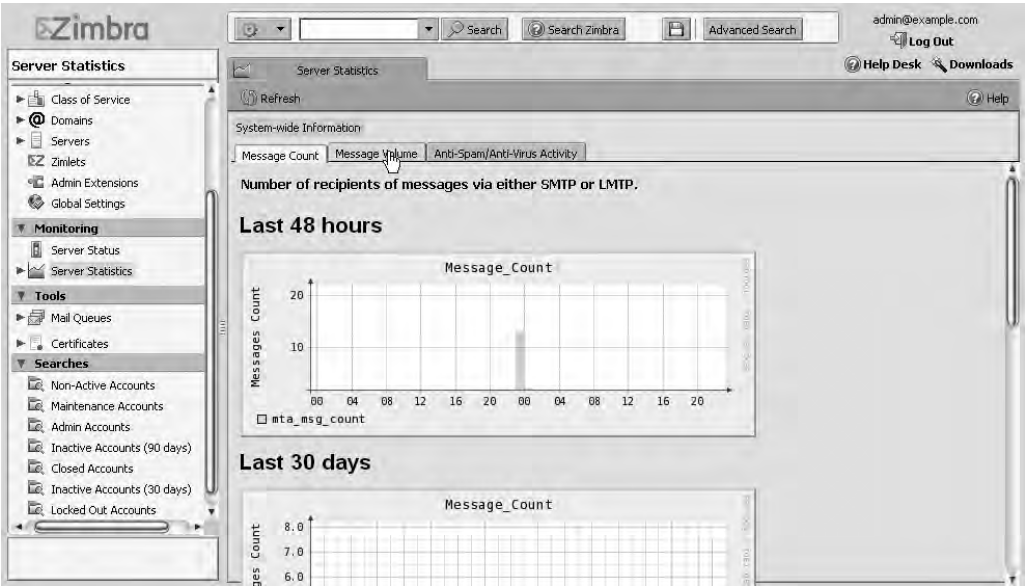 Zimbra
Search
Search Zimbra
Advanced Search
admin@example.com
Log Out
Help Desk
Downloads
Server Statistics
Class of Service
Domains
Servers
Zimlets
Admin Extensions
Global Settings
Monitoring
Server Status
Server Statistics
Tools
Mail Queues
Certificates
Searches
Non-Active Accounts
Maintenance Accounts
Admin Accounts
Inactive Accounts (90 days)
Closed Accounts
Inactive Accounts (30 days)
Locked Out Accounts
Server Statistics
Refresh
Help
System-wide Information
Message Count
Message Volume
Anti-Spam/Anti-Virus Activity
Number of recipients of messages via either SMTP or LMTP.
Last 48 hours
Message_Count
Messages Count
20
10
00 04 08 12 16 20 00 04 08 12 16 20
mta_msg_count
Last 30 days
Message_Count
Count
8.0
7.0
6.0